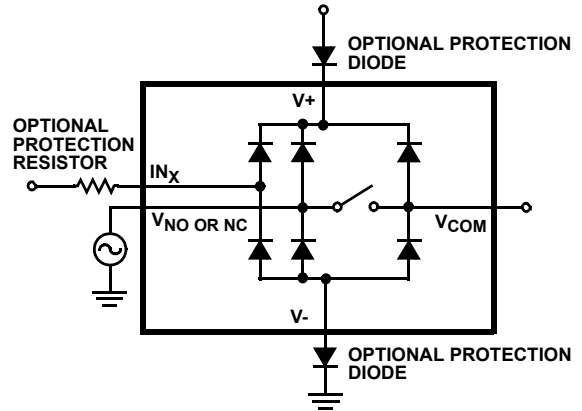 OPTIONAL PROTECTION
DIODE
V+
OPTIONAL
PROTECTION
RESISTOR
INX
VNO OR NC
VCOM
V-
OPTIONAL PROTECTION
DIODE